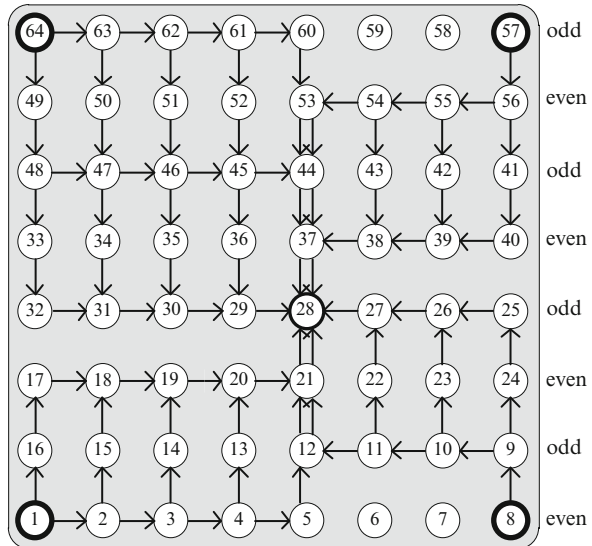 64 63 62 61 60 59 58 57 odd
49 50 51 52 53 54 55 56 even
48 47 46 45 44 43 42 41 odd
33 34 35 36 37 38 39 40 even
32 31 30 29 28 27 26 25 odd
17 18 19 20 21 22 23 24 even
16 15 14 13 12 11 10 9 odd
1 2 3 4 5 6 7 8 even